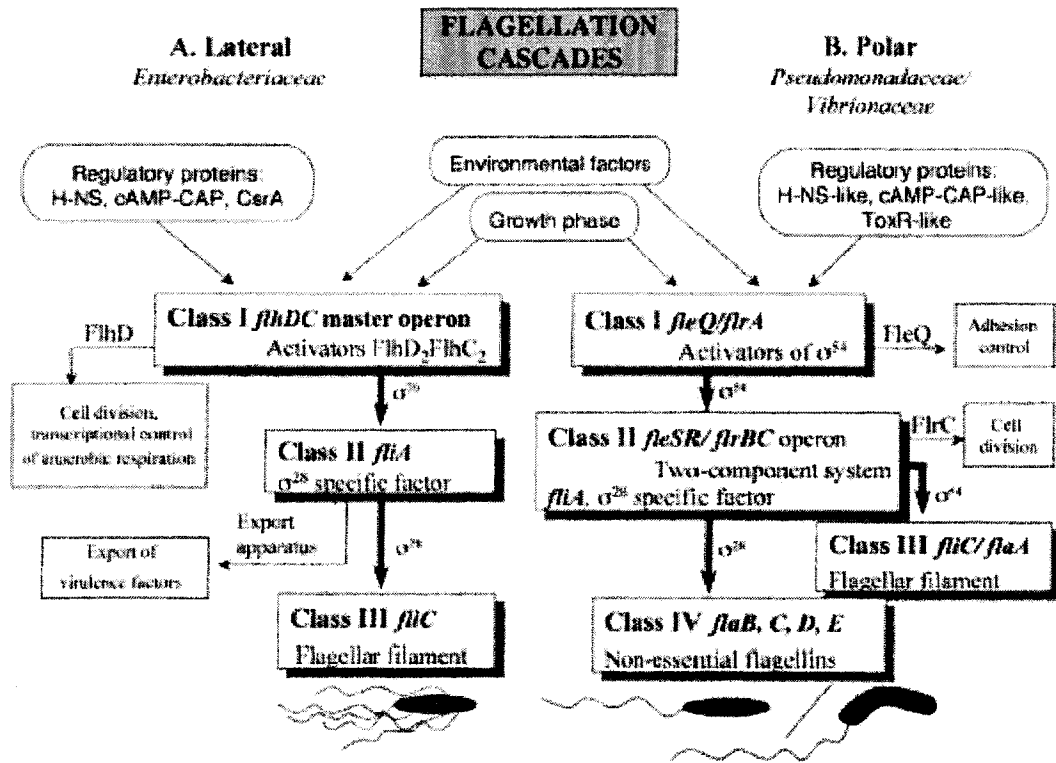 FLAGELLATION
CASCADES
A. Lateral
Enterobacteriaceae
B. Polar
Pseudomonadaceae/
Vibrionaceae
Regulatory proteins:
H-NS, cAMP-CAP, CsrA
Environmental factors
Growth phase
Regulatory proteins:
H-NS-like, cAMP-CAP-like,
ToxR-like
Class I flhDC master operon
Activators FlhD₂FlhC₂
FlhD
Cell division,
transcriptional control
of anaerobic respiration
σ⁷⁰
Class II fliA
σ²⁸ specific factor
Export
apparatus
Export of
virulence factors
σ²⁸
Class III fliC
Flagellar filament
Class I fleQ/flrA
Activators of σ⁵⁴
FleQ
Adhesion
control
σ⁵⁴
Class II fleSR/flrBC operon
Two-component system
fliA, σ²⁸ specific factor
FlrC
Cell
division
σ⁵⁴
Class III fliC/flaA
Flagellar filament
σ²⁸
Class IV flaB, C, D, E
Non-essential flagellins